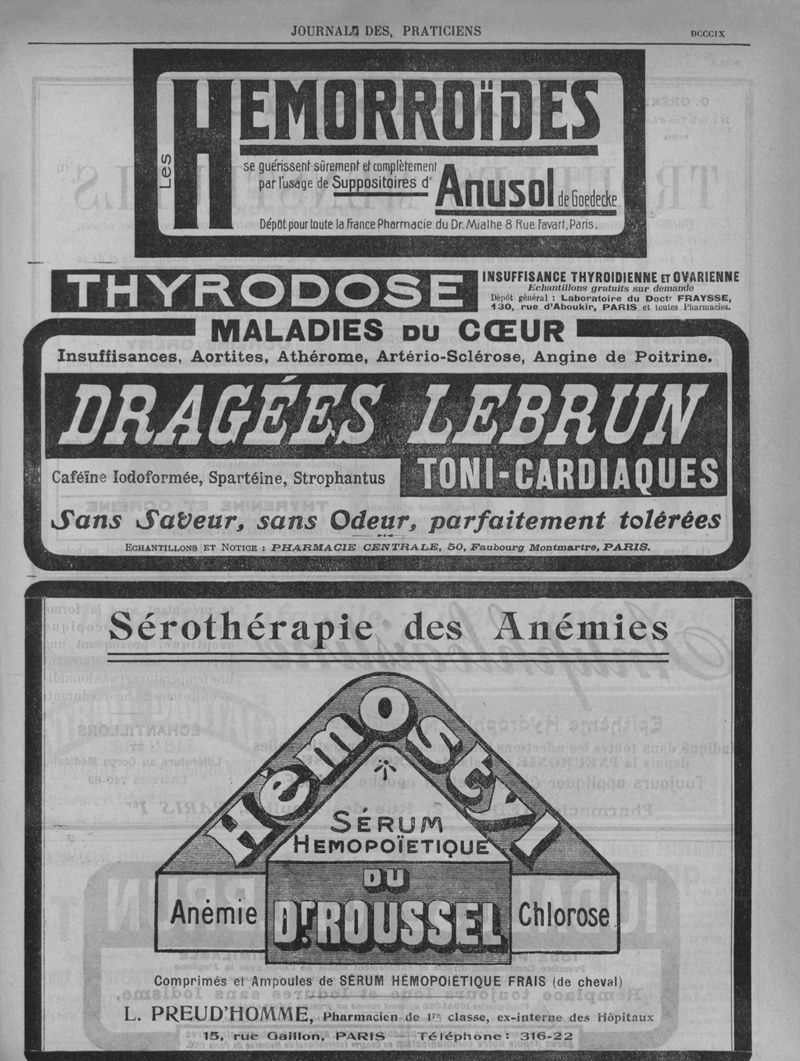 JOURNAL DES, PRATICIENS
DCCCIX
Les HEMORROÏDES
se guérissent sûrement et complètement
par l'usage de Suppositoires d' Anusol de Goedecke.
Dépôt pour toute la France Pharmacie du Dr. Mialhe 8 Rue Favart, Paris.
THYRODOSE
INSUFFISANCE THYROIDIENNE ET OVARIENNE
Echantillons gratuits sur demande
Dépôt général : Laboratoire du Doctr FRAYSSE,
130, rue d'Aboukir, PARIS et toutes Pharmacies.
MALADIES DU CŒUR
Insuffisances, Aortites, Athérome, Artério-Sclérose, Angine de Poitrine.
DRAGÉES LEBRUN
Caféïne Iodoformée, Spartéine, Strophantus
TONI-CARDIAQUES
Sans Saveur, sans Odeur, parfaitement tolérées
ECHANTILLONS ET NOTICE : PHARMACIE CENTRALE, 50, Faubourg Montmartre, PARIS.
Sérothérapie des Anémies
Hémostyl
SÉRUM
HEMOPOÏETIQUE
DU
Anémie DR ROUSSEL Chlorose
Comprimés et Ampoules de SÉRUM HÉMOPOIÉTIQUE FRAIS (de cheval)
L. PREUD'HOMME, Pharmacien de 1re classe, ex-interne des Hôpitaux
15, rue Gaillon, PARIS — Téléphone : 316-22